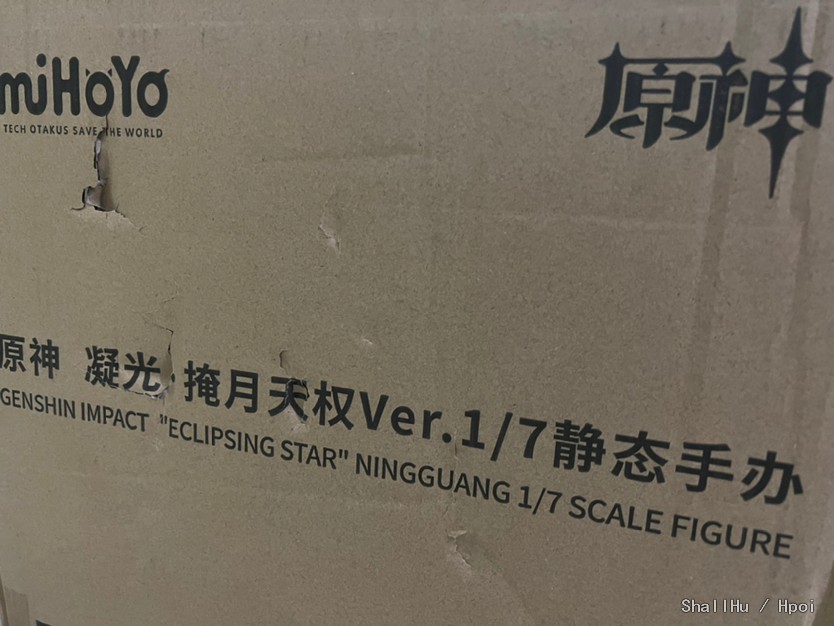 miHoYo
TECH OTAKUS SAVE THE WORLD
原神
原神 凝光·掩月天权Ver.1/7静态手办
GENSHIN IMPACT "ECLIPSING STAR" NINGGUANG 1/7 SCALE FIGURE
ShallHu / Hpoi